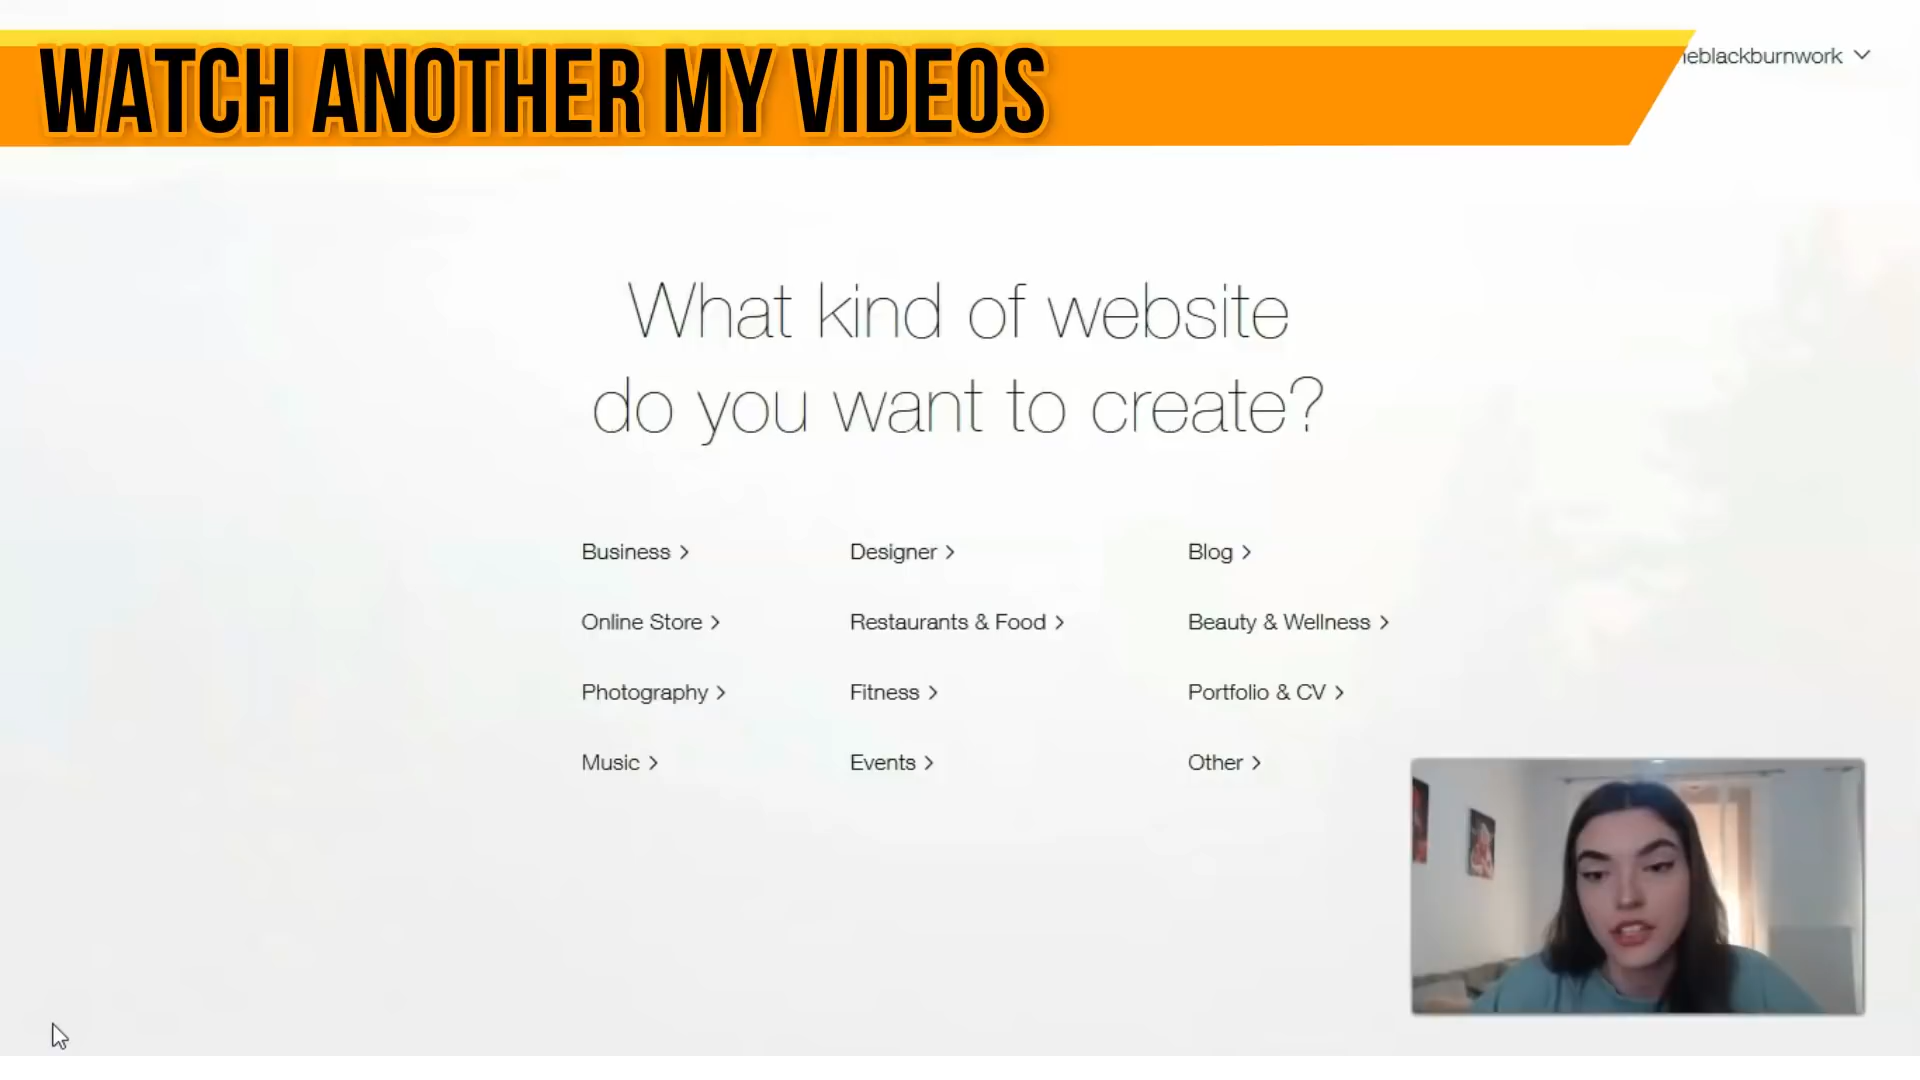 WATCH ANOTHER MY VIDEOS
What kind of website
do you want to create?
Business
Designer
Blog
Online Store
Restaurants & Food
Beauty & Wellness
Photography
Fitness
Portfolio & CV
Music
Events
Other